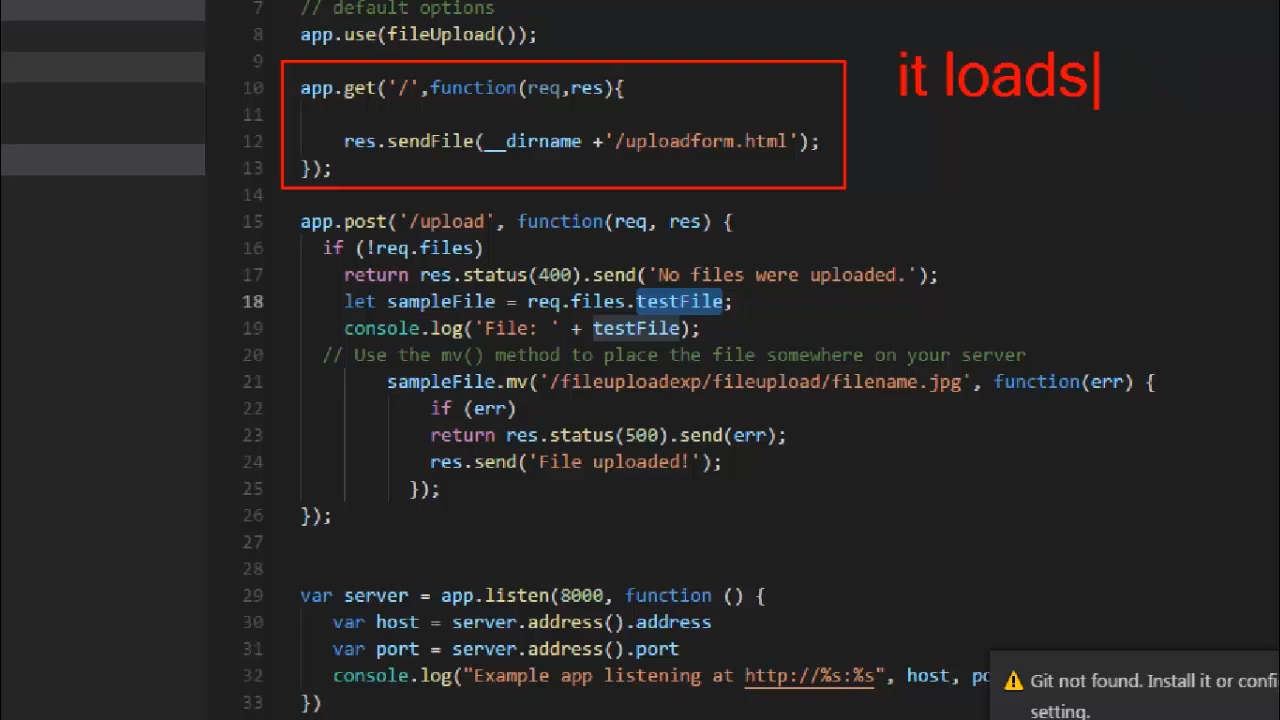 7 // default options
8 app.use(fileUpload());
9
it loads|
10 app.get('/',function(req,res){
11
12 res.sendFile(__dirname +'/uploadform.html');
13 });
14
15 app.post('/upload', function(req, res) {
16 if (!req.files)
17 return res.status(400).send('No files were uploaded.');
18 let sampleFile = req.files.testFile;
19 console.log('File: ' + testFile);
20 // Use the mv() method to place the file somewhere on your server
21 sampleFile.mv('/fileuploadexp/fileupload/filename.jpg', function(err) {
22 if (err)
23 return res.status(500).send(err);
24 res.send('File uploaded!');
25 });
26 });
27
28
29 var server = app.listen(8000, function () {
30 var host = server.address().address
31 var port = server.address().port
32 console.log("Example app listening at http://%s:%s", host, po
33 })
Git not found. Install it or confi
setting.